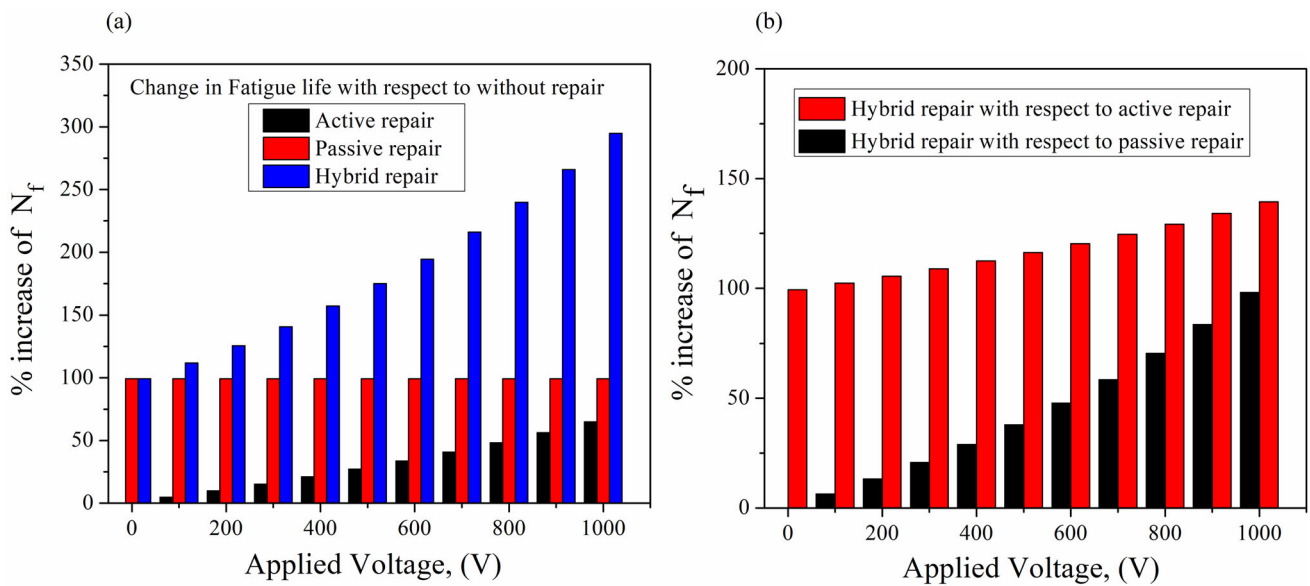 (a)
350
300
250
200
150
100
50
0
% increase of N_f
Change in Fatigue life with respect to without repair
Active repair
Passive repair
Hybrid repair
0 200 400 600 800 1000
Applied Voltage, (V)
(b)
200
150
100
50
0
% increase of N_f
Hybrid repair with respect to active repair
Hybrid repair with respect to passive repair
0 200 400 600 800 1000
Applied Voltage, (V)